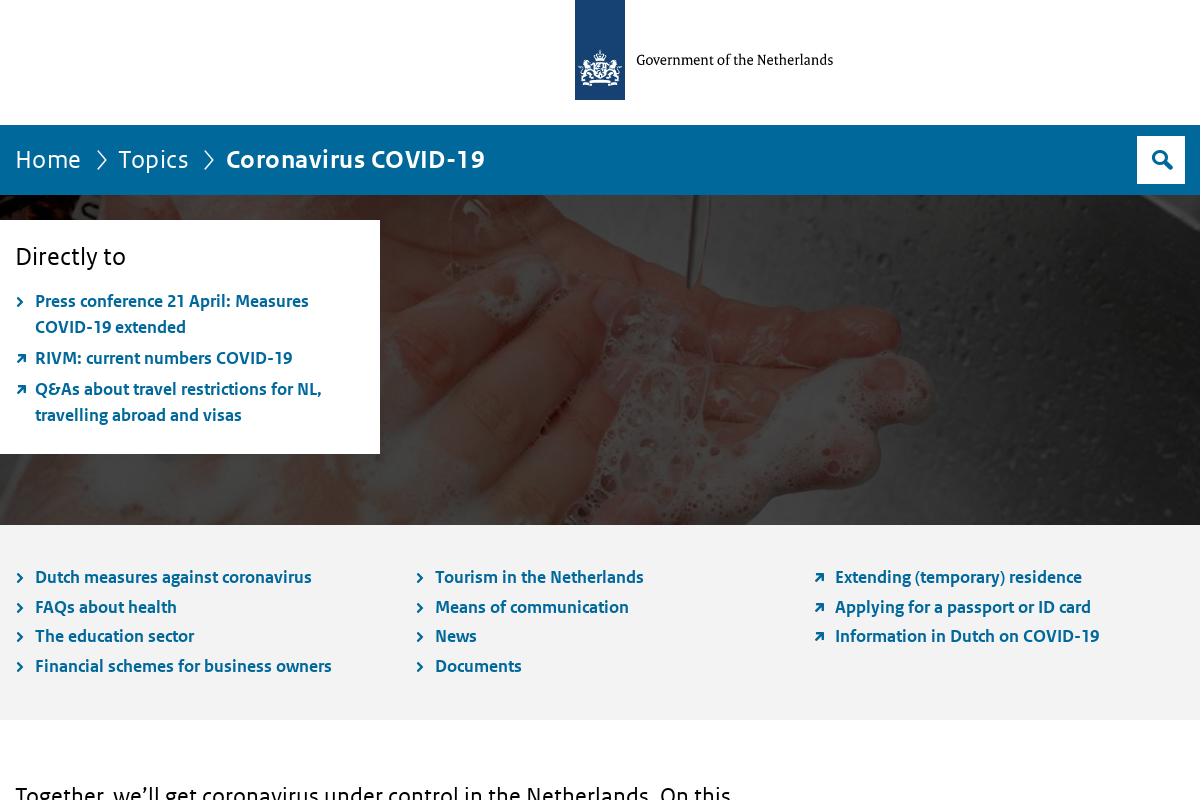 Government of the Netherlands
Home
Topics
Coronavirus COVID-19
Directly to
Press conference 21 April: Measures
COVID-19 extended
RIVM: current numbers COVID-19
Q&As about travel restrictions for NL,
travelling abroad and visas
Dutch measures against coronavirus
FAQs about health
The education sector
Financial schemes for business owners
Tourism in the Netherlands
Means of communication
News
Documents
Extending (temporary) residence
Applying for a passport or ID card
Information in Dutch on COVID-19
Together, we’ll get coronavirus under control in the Netherlands. On this